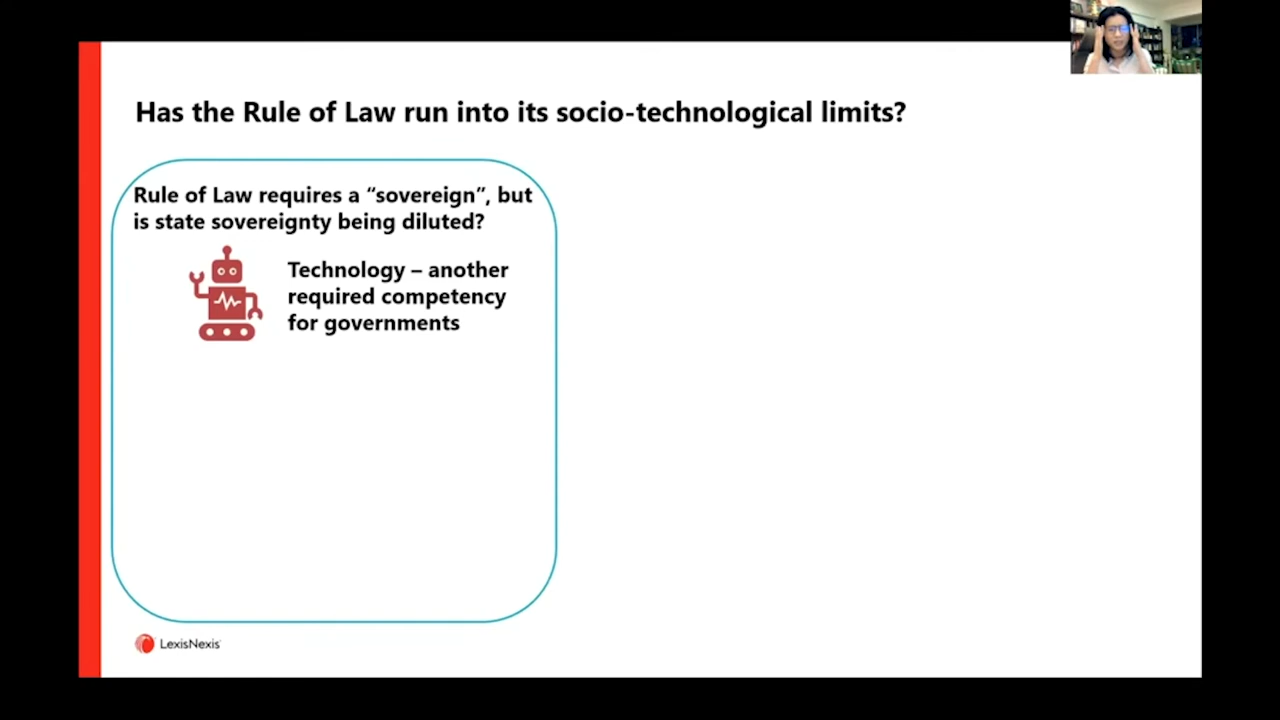 Has the Rule of Law run into its socio-technological limits?
Rule of Law requires a “sovereign”, but
is state sovereignty being diluted?
Technology – another
required competency
for governments
LexisNexis